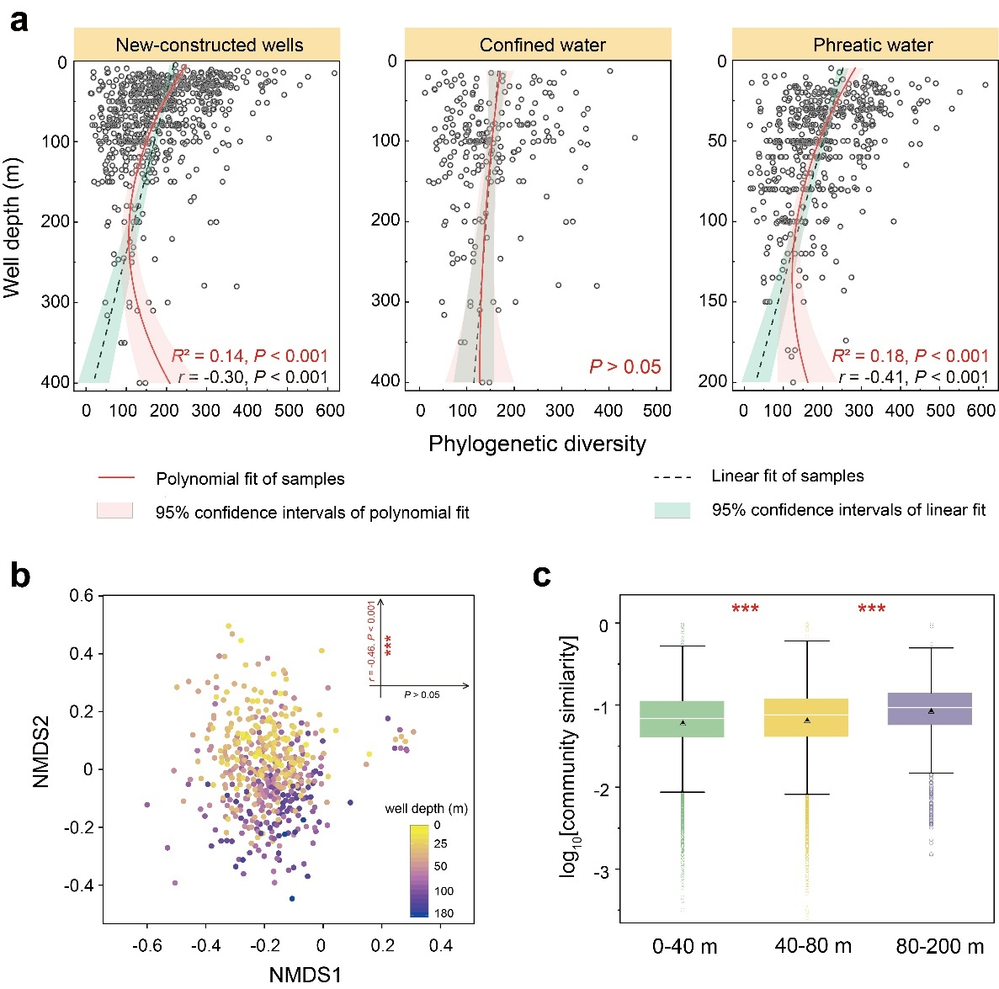 a
New-constructed wells
Confined water
Phreatic water
Well depth (m)
0
100
200
300
400
0
100
200
300
400
0
50
100
150
200
R² = 0.14, P < 0.001
r = -0.30, P < 0.001
P > 0.05
R² = 0.18, P < 0.001
r = -0.41, P < 0.001
0 100 200 300 400 500 600
0 100 200 300 400 500
0 100 200 300 400 500 600
Phylogenetic diversity
Polynomial fit of samples
Linear fit of samples
95% confidence intervals of polynomial fit
95% confidence intervals of linear fit
b
NMDS2
0.6
0.4
0.2
0
-0.2
-0.4
r = -0.46, P < 0.001
***
P > 0.05
well depth (m)
0
25
50
100
180
-0.6 -0.4 -0.2 0 0.2 0.4
NMDS1
c
log10[community similarity]
0
-1
-2
-3
*** ***
0-40 m 40-80 m 80-200 m